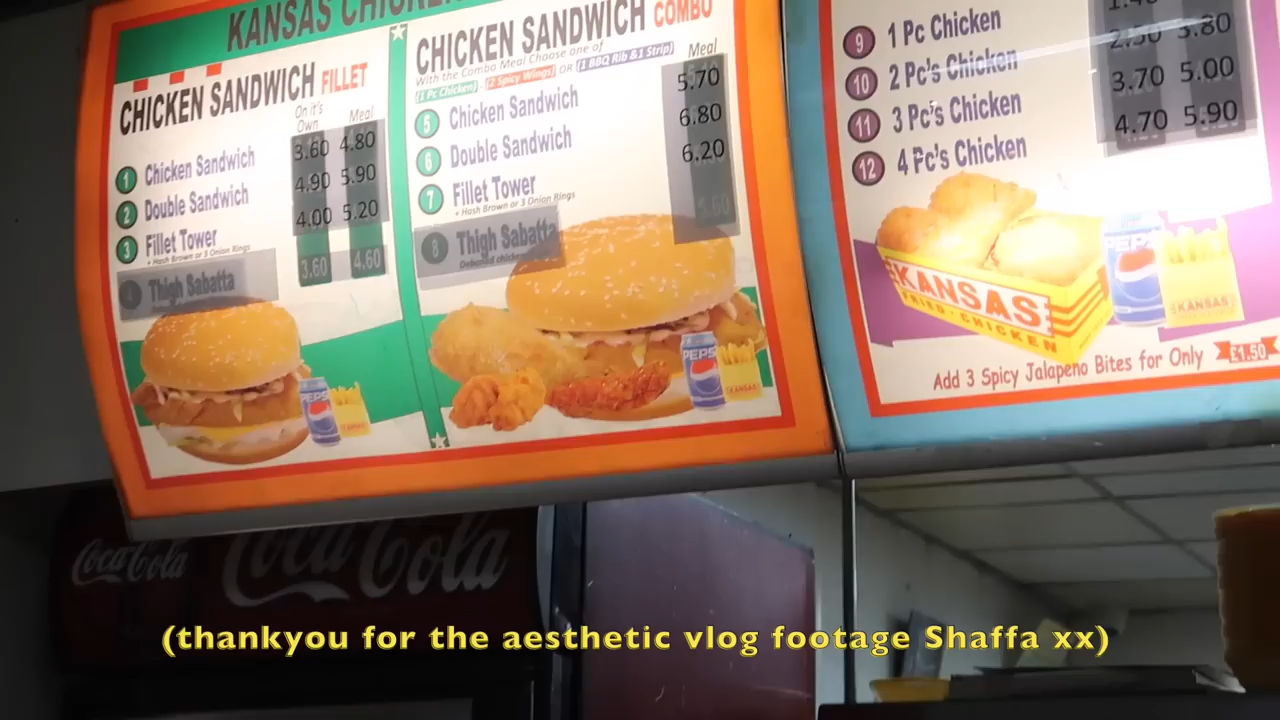 KANSAS CHICKEN
CHICKEN SANDWICH FILLET
On it's Own Meal
1 Chicken Sandwich 3.60 4.80
2 Double Sandwich 4.90 5.90
3 Fillet Tower 4.00 5.20
+ Hash Brown or 3 Onion Rings
4 Thigh Sabatta 3.60 4.60
CHICKEN SANDWICH COMBO
With the Combo Meal Choose one of Meal
(1 Pc Chicken) - (2 Spicy Wings) OR (1 BBQ Rib & 1 Strip)
5 Chicken Sandwich 5.70
6 Double Sandwich 6.80
7 Fillet Tower 6.20
+ Hash Brown or 3 Onion Rings
8 Thigh Sabatta 5.60
Deboned chicken
PEPSI
KANSAS
9 1 Pc Chicken
10 2 Pc's Chicken 2.50 3.80
11 3 Pc's Chicken 3.70 5.00
12 4 Pc's Chicken 4.70 5.90
KANSAS
FRIED · CHICKEN
PEPSI
KANSAS
Add 3 Spicy Jalapeno Bites for Only £1.50
Coca-Cola Coca-Cola
(thankyou for the aesthetic vlog footage Shaffa xx)